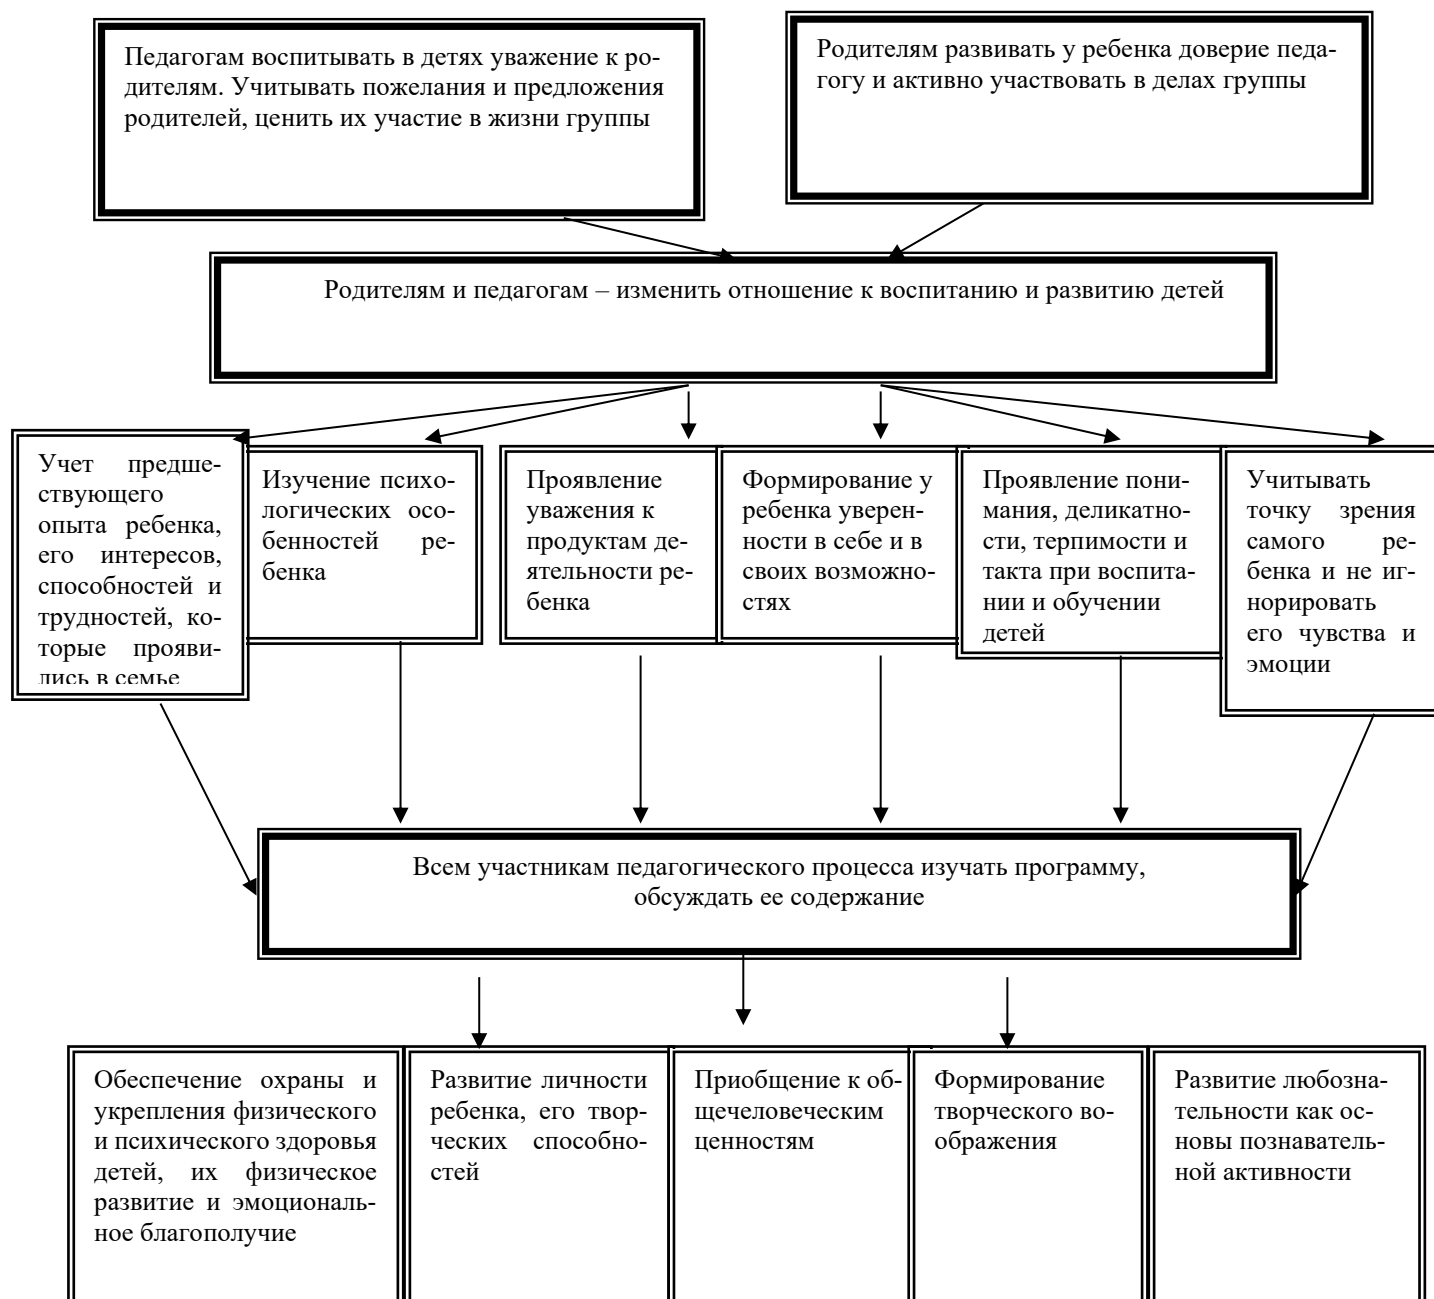 Педагогам воспитывать в детях уважение к ро-
дителям. Учитывать пожелания и предложения
родителей, ценить их участие в жизни группы
Родителям развивать у ребенка доверие педа-
гогу и активно участвовать в делах группы
Родителям и педагогам – изменить отношение к воспитанию и развитию детей
Учет предше-
ствующего
опыта ребенка,
его интересов,
способностей и
трудностей, ко-
торые прояви-
лись в семье
Изучение психо-
логических осо-
бенностей ре-
бенка
Проявление
уважения к
продуктам де-
ятельности ре-
бенка
Формирование у
ребенка уверен-
ности в себе и в
своих возможно-
стях
Проявление пони-
мания, деликатно-
сти, терпимости и
такта при воспита-
нии и обучении
детей
Учитывать
точку зрения
самого ре-
бенка и не иг-
норировать
его чувства и
эмоции
Всем участникам педагогического процесса изучать программу,
обсуждать ее содержание
Обеспечение охраны и
укрепления физического
и психического здоровья
детей, их физическое
развитие и эмоциональ-
ное благополучие
Развитие личности
ребенка, его твор-
ческих способно-
стей
Приобщение к об-
щечеловеческим
ценностям
Формирование
творческого во-
ображения
Развитие любозна-
тельности как ос-
новы познаватель-
ной активности